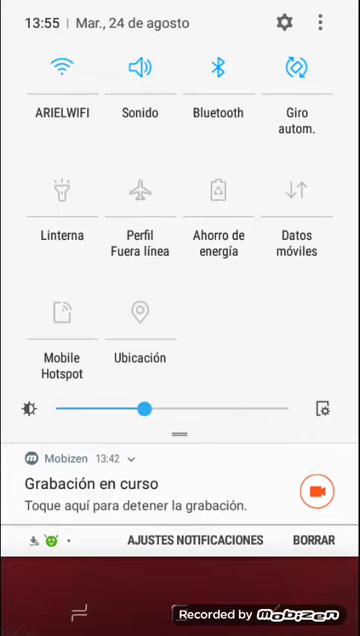 13:55 | Mar., 24 de agosto
ARIELWIFI
Sonido
Bluetooth
Giro
autom.
Linterna
Perfil
Fuera línea
Ahorro de
energía
Datos
móviles
Mobile
Hotspot
Ubicación
Mobizen 13:42
Grabación en curso
Toque aquí para detener la grabación.
AJUSTES NOTIFICACIONES BORRAR
Recorded by mobizen